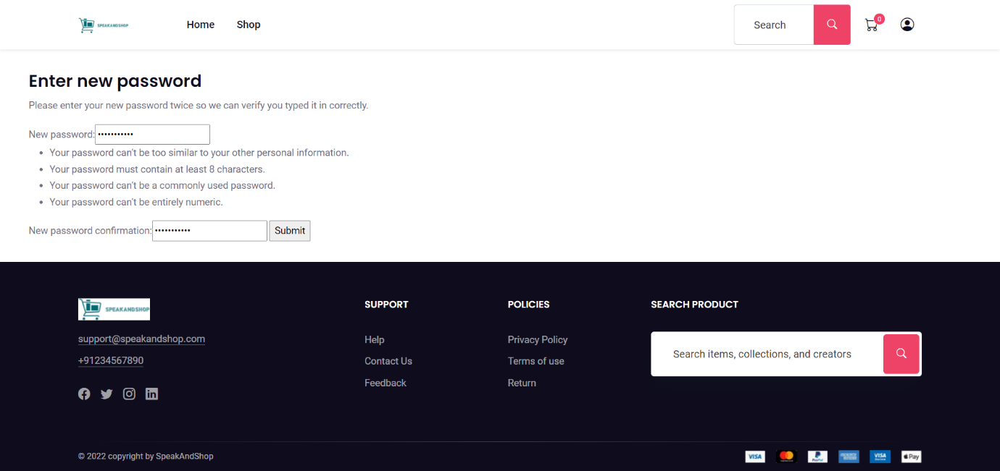 SPEAKANDSHOP
Home
Shop
Search
0
Enter new password
Please enter your new password twice so we can verify you typed it in correctly.
New password:•••••••••••
• Your password can't be too similar to your other personal information.
• Your password must contain at least 8 characters.
• Your password can't be a commonly used password.
• Your password can't be entirely numeric.
New password confirmation:••••••••••• Submit
SPEAKANDSHOP
support@speakandshop.com
+91234567890
SUPPORT
Help
Contact Us
Feedback
POLICIES
Privacy Policy
Terms of use
Return
SEARCH PRODUCT
Search items, collections, and creators
© 2022 copyright by SpeakAndShop
VISA
PayPal
VISA
Pay